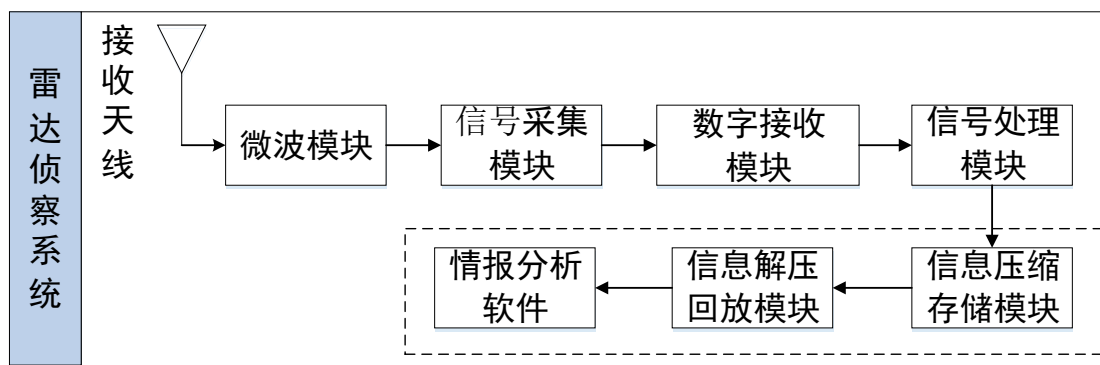 雷达侦察系统
接收天线
微波模块
信号采集
模块
数字接收
模块
信号处理
模块
情报分析
软件
信息解压
回放模块
信息压缩
存储模块